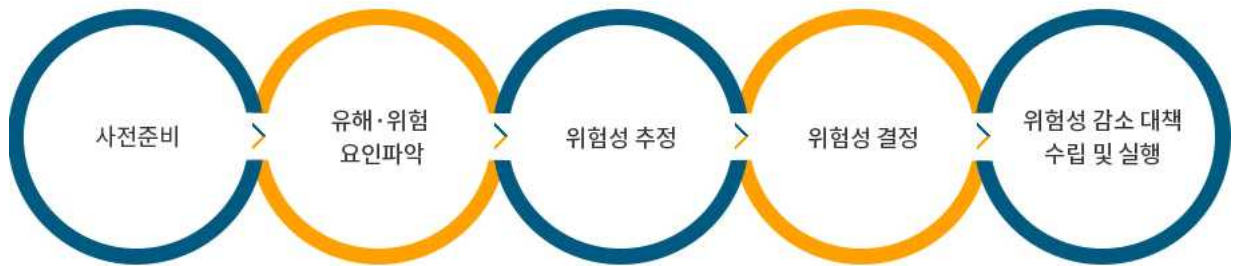 사전준비
유해·위험
요인파악
위험성 추정
위험성 결정
위험성 감소 대책
수립 및 실행